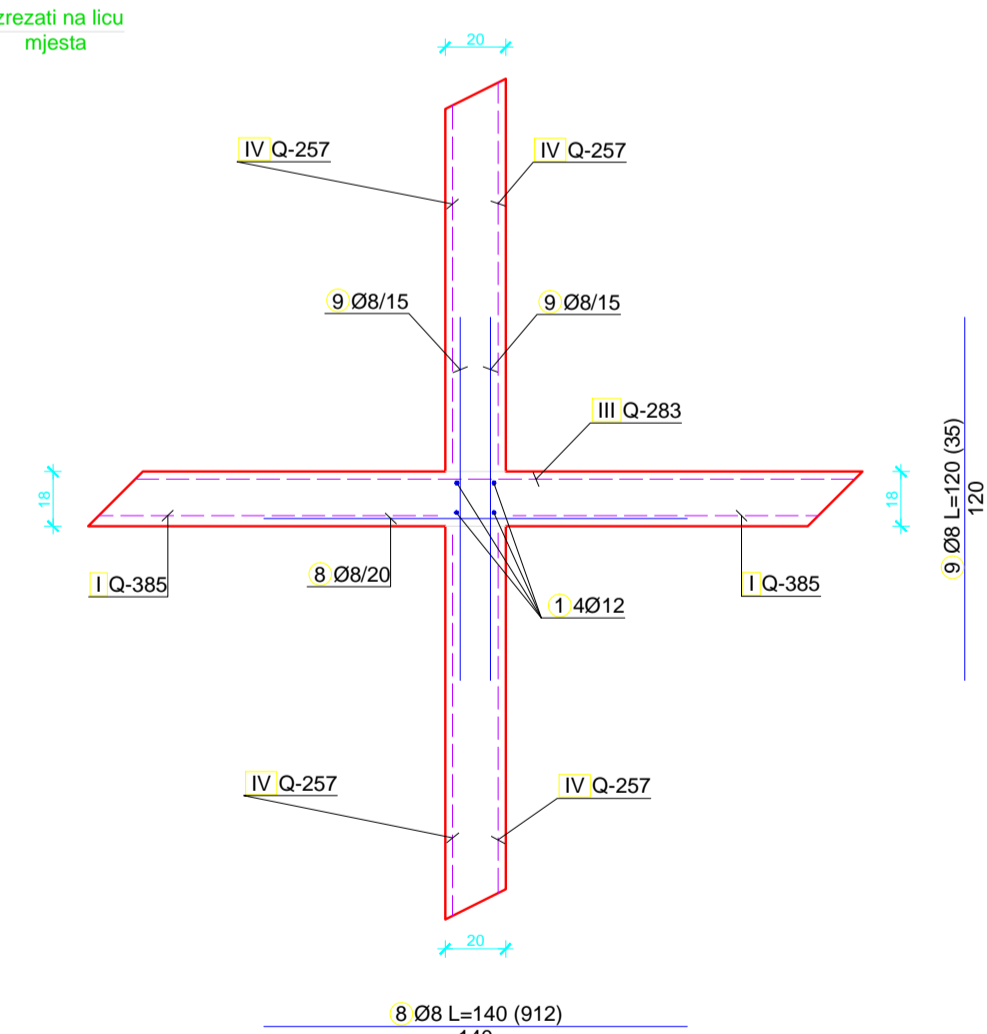 zrezati na licu
mjesta
20
IV Q-257
IV Q-257
9 Ø8/15
9 Ø8/15
III Q-283
18
18
I Q-385
8 Ø8/20
1 4Ø12
I Q-385
9 Ø8 L=120 (35)
120
IV Q-257
IV Q-257
20
8 Ø8 L=140 (912)
140